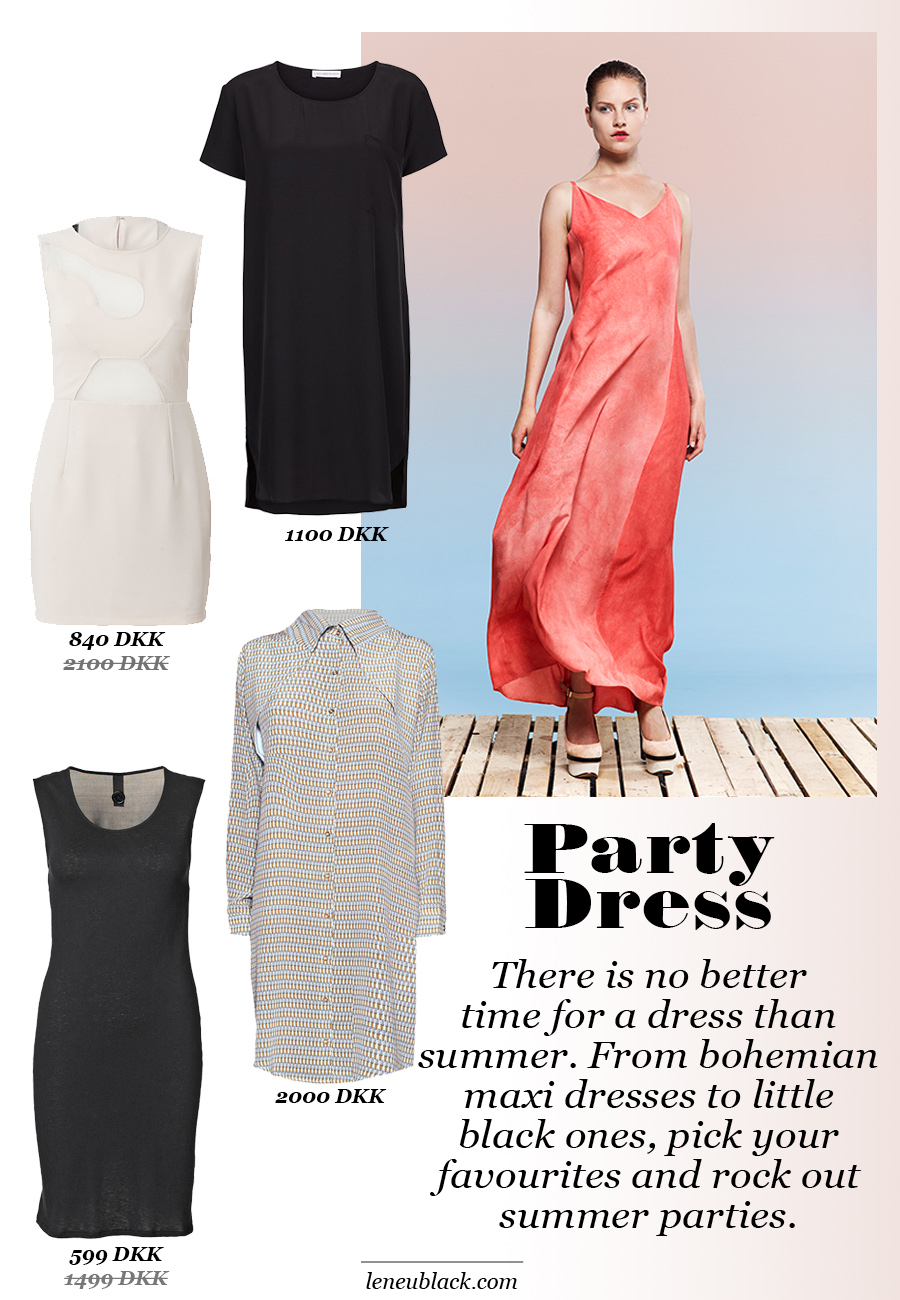 1100 DKK
840 DKK
2100 DKK
2000 DKK
599 DKK
1499 DKK
Party
Dress
There is no better
time for a dress than
summer. From bohemian
maxi dresses to little
black ones, pick your
favourites and rock out
summer parties.
leneublack.com